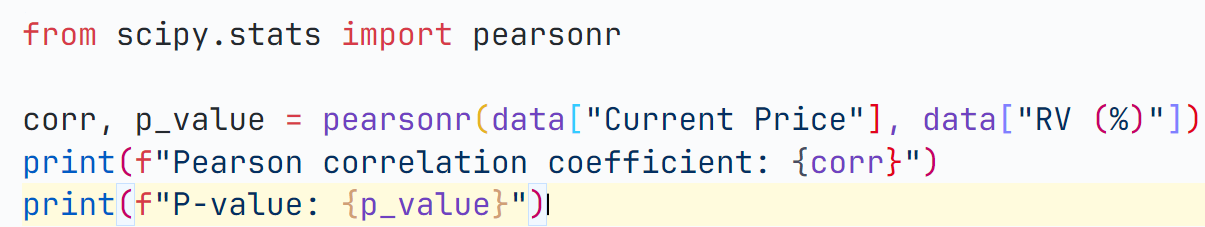 from scipy.stats import pearsonr
corr, p_value = pearsonr(data["Current Price"], data["RV (%)"])
print(f"Pearson correlation coefficient: {corr}")
print(f"P-value: {p_value}")